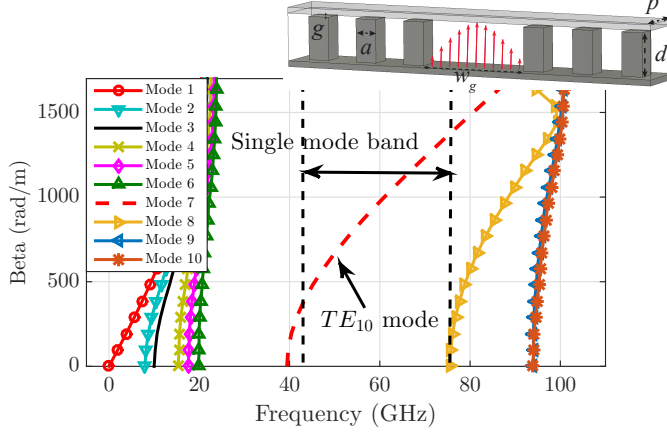 p
g
a
d
w_g
1500
1000
500
0
Beta (rad/m)
Mode 1
Mode 2
Mode 3
Mode 4
Mode 5
Mode 6
Mode 7
Mode 8
Mode 9
Mode 10
Single mode band
TE_10 mode
0 20 40 60 80 100
Frequency (GHz)